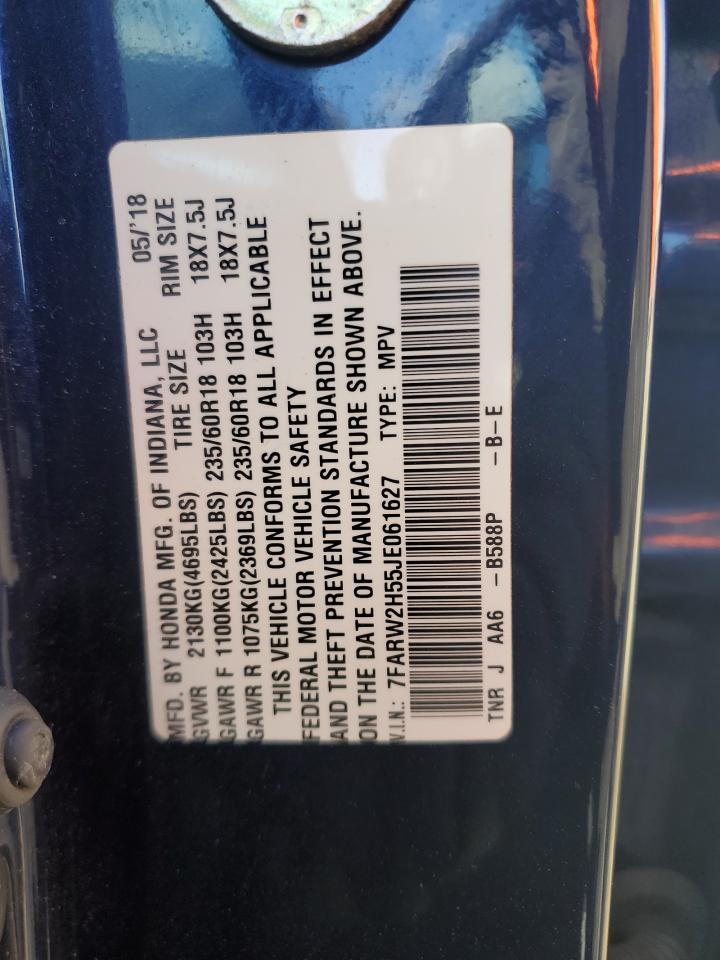 MFD. BY HONDA MFG. OF INDIANA, LLC 05/'18
TIRE SIZE RIM SIZE
GVWR 2130KG(4695LBS)
GAWR F 1100KG(2425LBS) 235/60R18 103H 18X7.5J
GAWR R 1075KG(2369LBS) 235/60R18 103H 18X7.5J
THIS VEHICLE CONFORMS TO ALL APPLICABLE
FEDERAL MOTOR VEHICLE SAFETY
AND THEFT PREVENTION STANDARDS IN EFFECT
ON THE DATE OF MANUFACTURE SHOWN ABOVE.
V.I.N.: 7FARW2H55JE061627 TYPE: MPV
TNR J AA6 -B588P -B-E